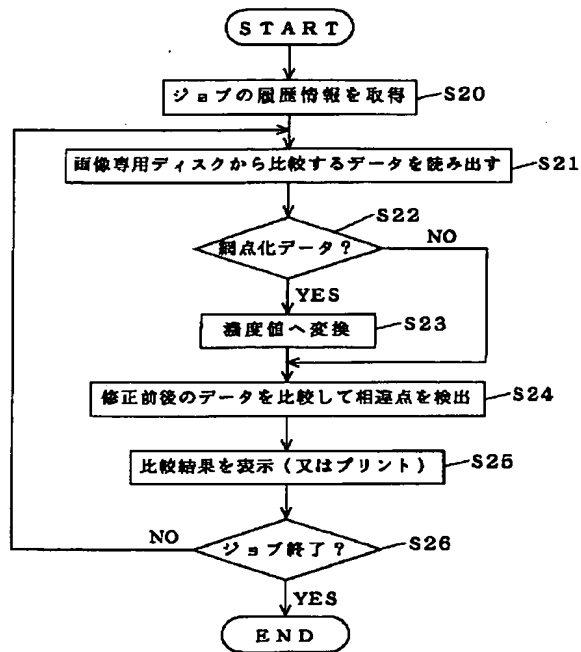 START
ジョブの履歴情報を取得
S20
画像専用ディスクから比較するデータを読み出す
S21
S22
網点化データ?
NO
YES
濃度値へ変換
S23
修正前後のデータを比較して相違点を検出
S24
比較結果を表示(又はプリント)
S25
NO
ジョブ終了?
S26
YES
END